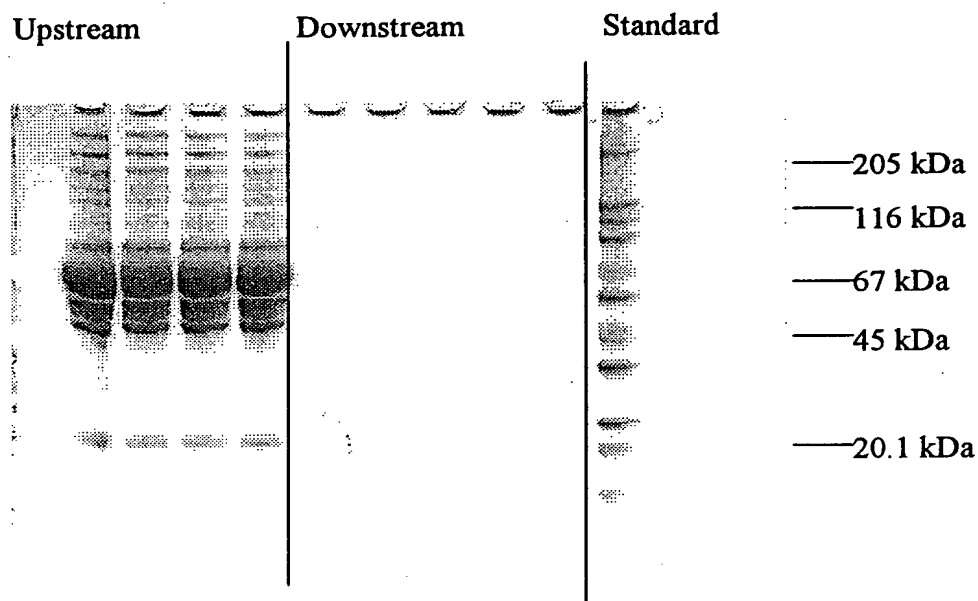 Upstream
Downstream
Standard
205 kDa
116 kDa
67 kDa
45 kDa
20.1 kDa